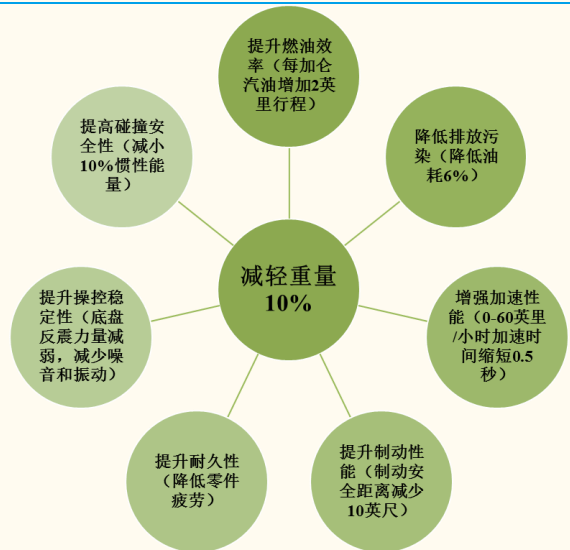 提升燃油效
率（每加仑
汽油增加2英
里行程）
降低排放污
染（降低油
耗6%）
增强加速性
能（0-60英里
/小时加速时
间缩短0.5
秒）
提升制动性
能（制动安
全距离减少
10英尺）
提升耐久性
（降低零件
疲劳）
提升操控稳
定性（底盘
反震力量减
弱，减少噪
音和振动）
提高碰撞安
全性（减小
10%惯性能
量）
减轻重量
10%